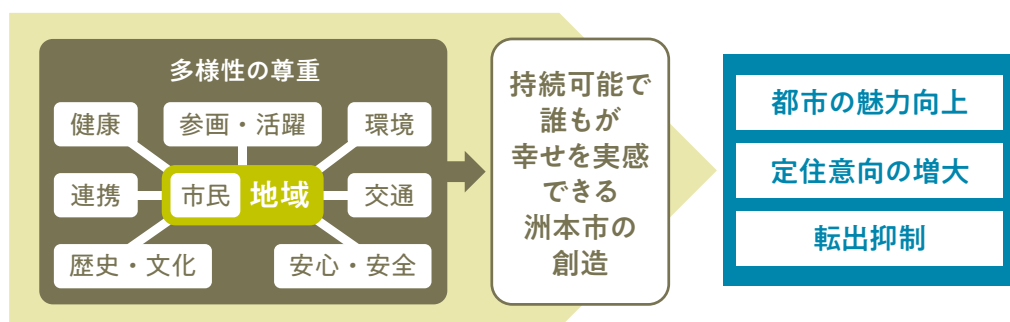 多様性の尊重
健康
参画・活躍
環境
連携
市民
地域
交通
歴史・文化
安心・安全
持続可能で
誰もが
幸せを実感
できる
洲本市の
創造
都市の魅力向上
定住意向の増大
転出抑制